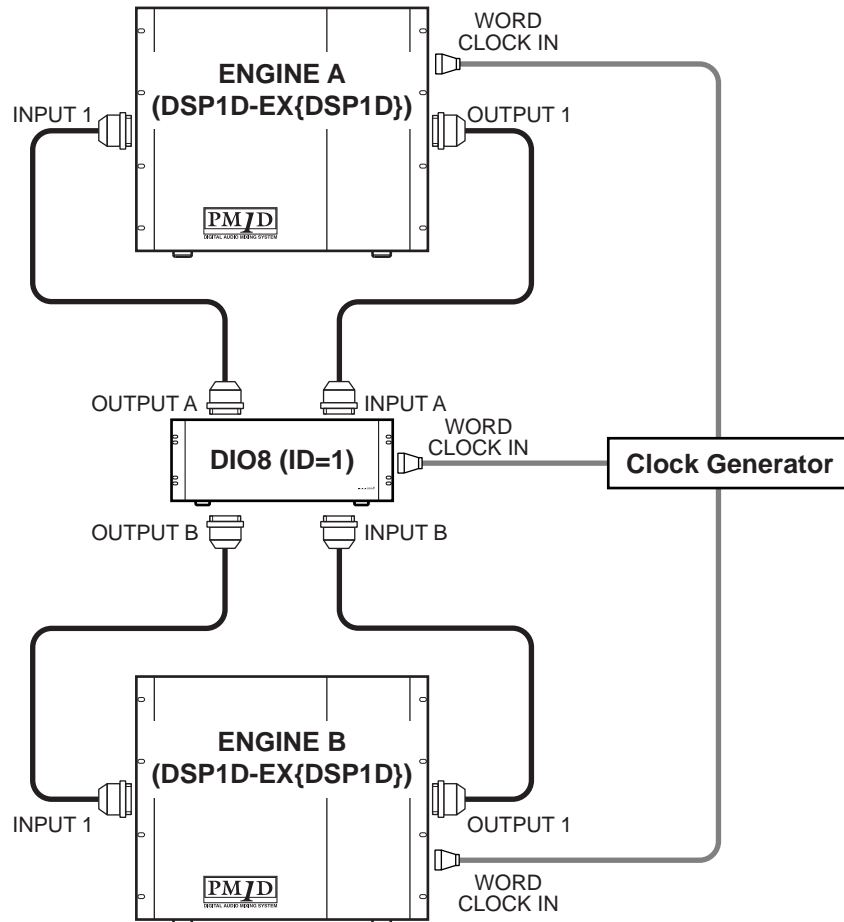 WORD
CLOCK IN
ENGINE A
(DSP1D-EX{DSP1D})
INPUT 1
OUTPUT 1
PM1D
DIGITAL AUDIO MIXING SYSTEM
OUTPUT A
INPUT A
WORD
CLOCK IN
DIO8 (ID=1)
Clock Generator
OUTPUT B
INPUT B
ENGINE B
(DSP1D-EX{DSP1D})
INPUT 1
OUTPUT 1
PM1D
DIGITAL AUDIO MIXING SYSTEM
WORD
CLOCK IN